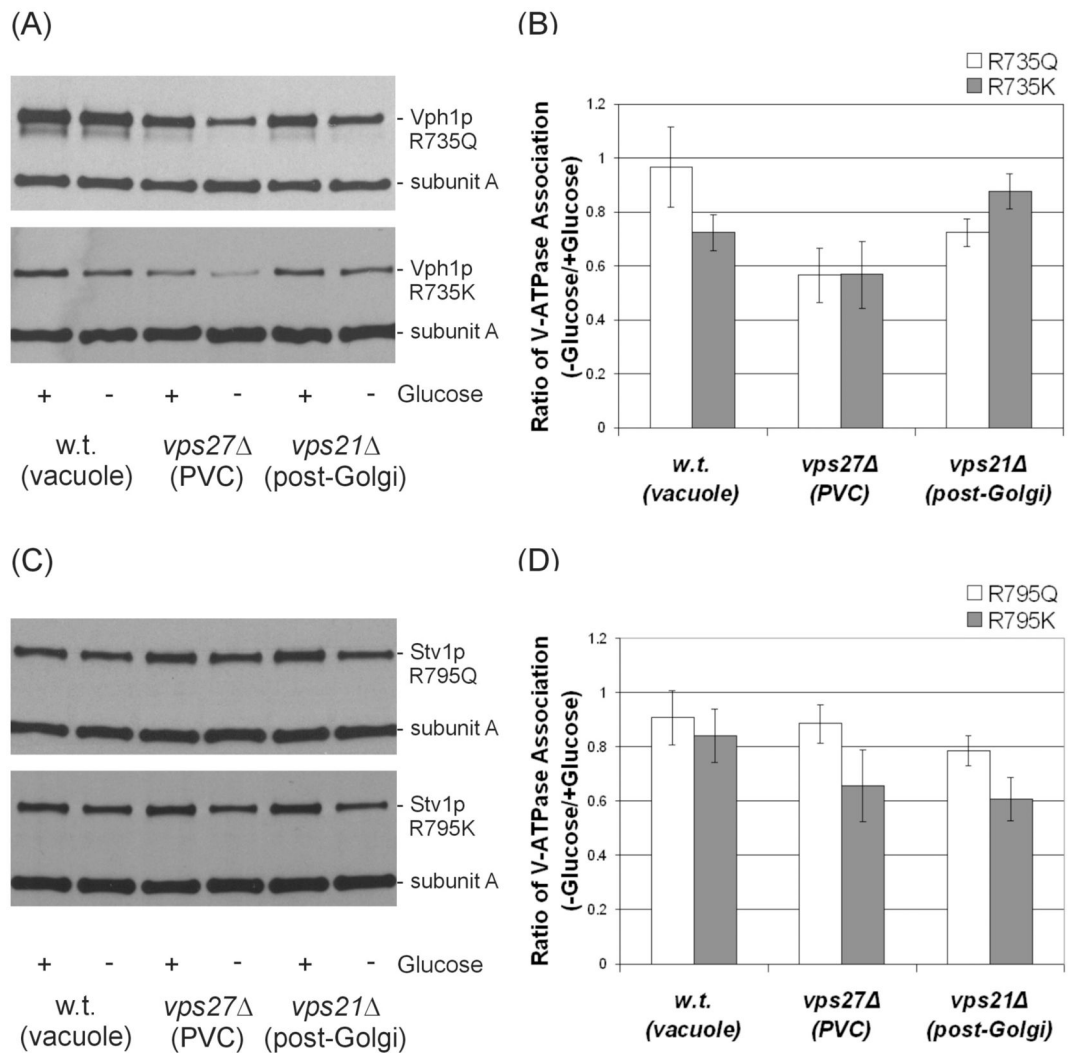 (A)
- Vph1p
R735Q
- subunit A
- Vph1p
R735K
- subunit A
+ - + - + - Glucose
w.t. vps27Δ vps21Δ
(vacuole) (PVC) (post-Golgi)
(B)
R735Q
R735K
Ratio of V-ATPase Association
(-Glucose/+Glucose)
1.2
1
0.8
0.6
0.4
0.2
0
w.t. vps27Δ vps21Δ
(vacuole) (PVC) (post-Golgi)
(C)
- Stv1p
R795Q
- subunit A
- Stv1p
R795K
- subunit A
+ - + - + - Glucose
w.t. vps27Δ vps21Δ
(vacuole) (PVC) (post-Golgi)
(D)
R795Q
R795K
Ratio of V-ATPase Association
(-Glucose/+Glucose)
1.2
1
0.8
0.6
0.4
0.2
0
w.t. vps27Δ vps21Δ
(vacuole) (PVC) (post-Golgi)